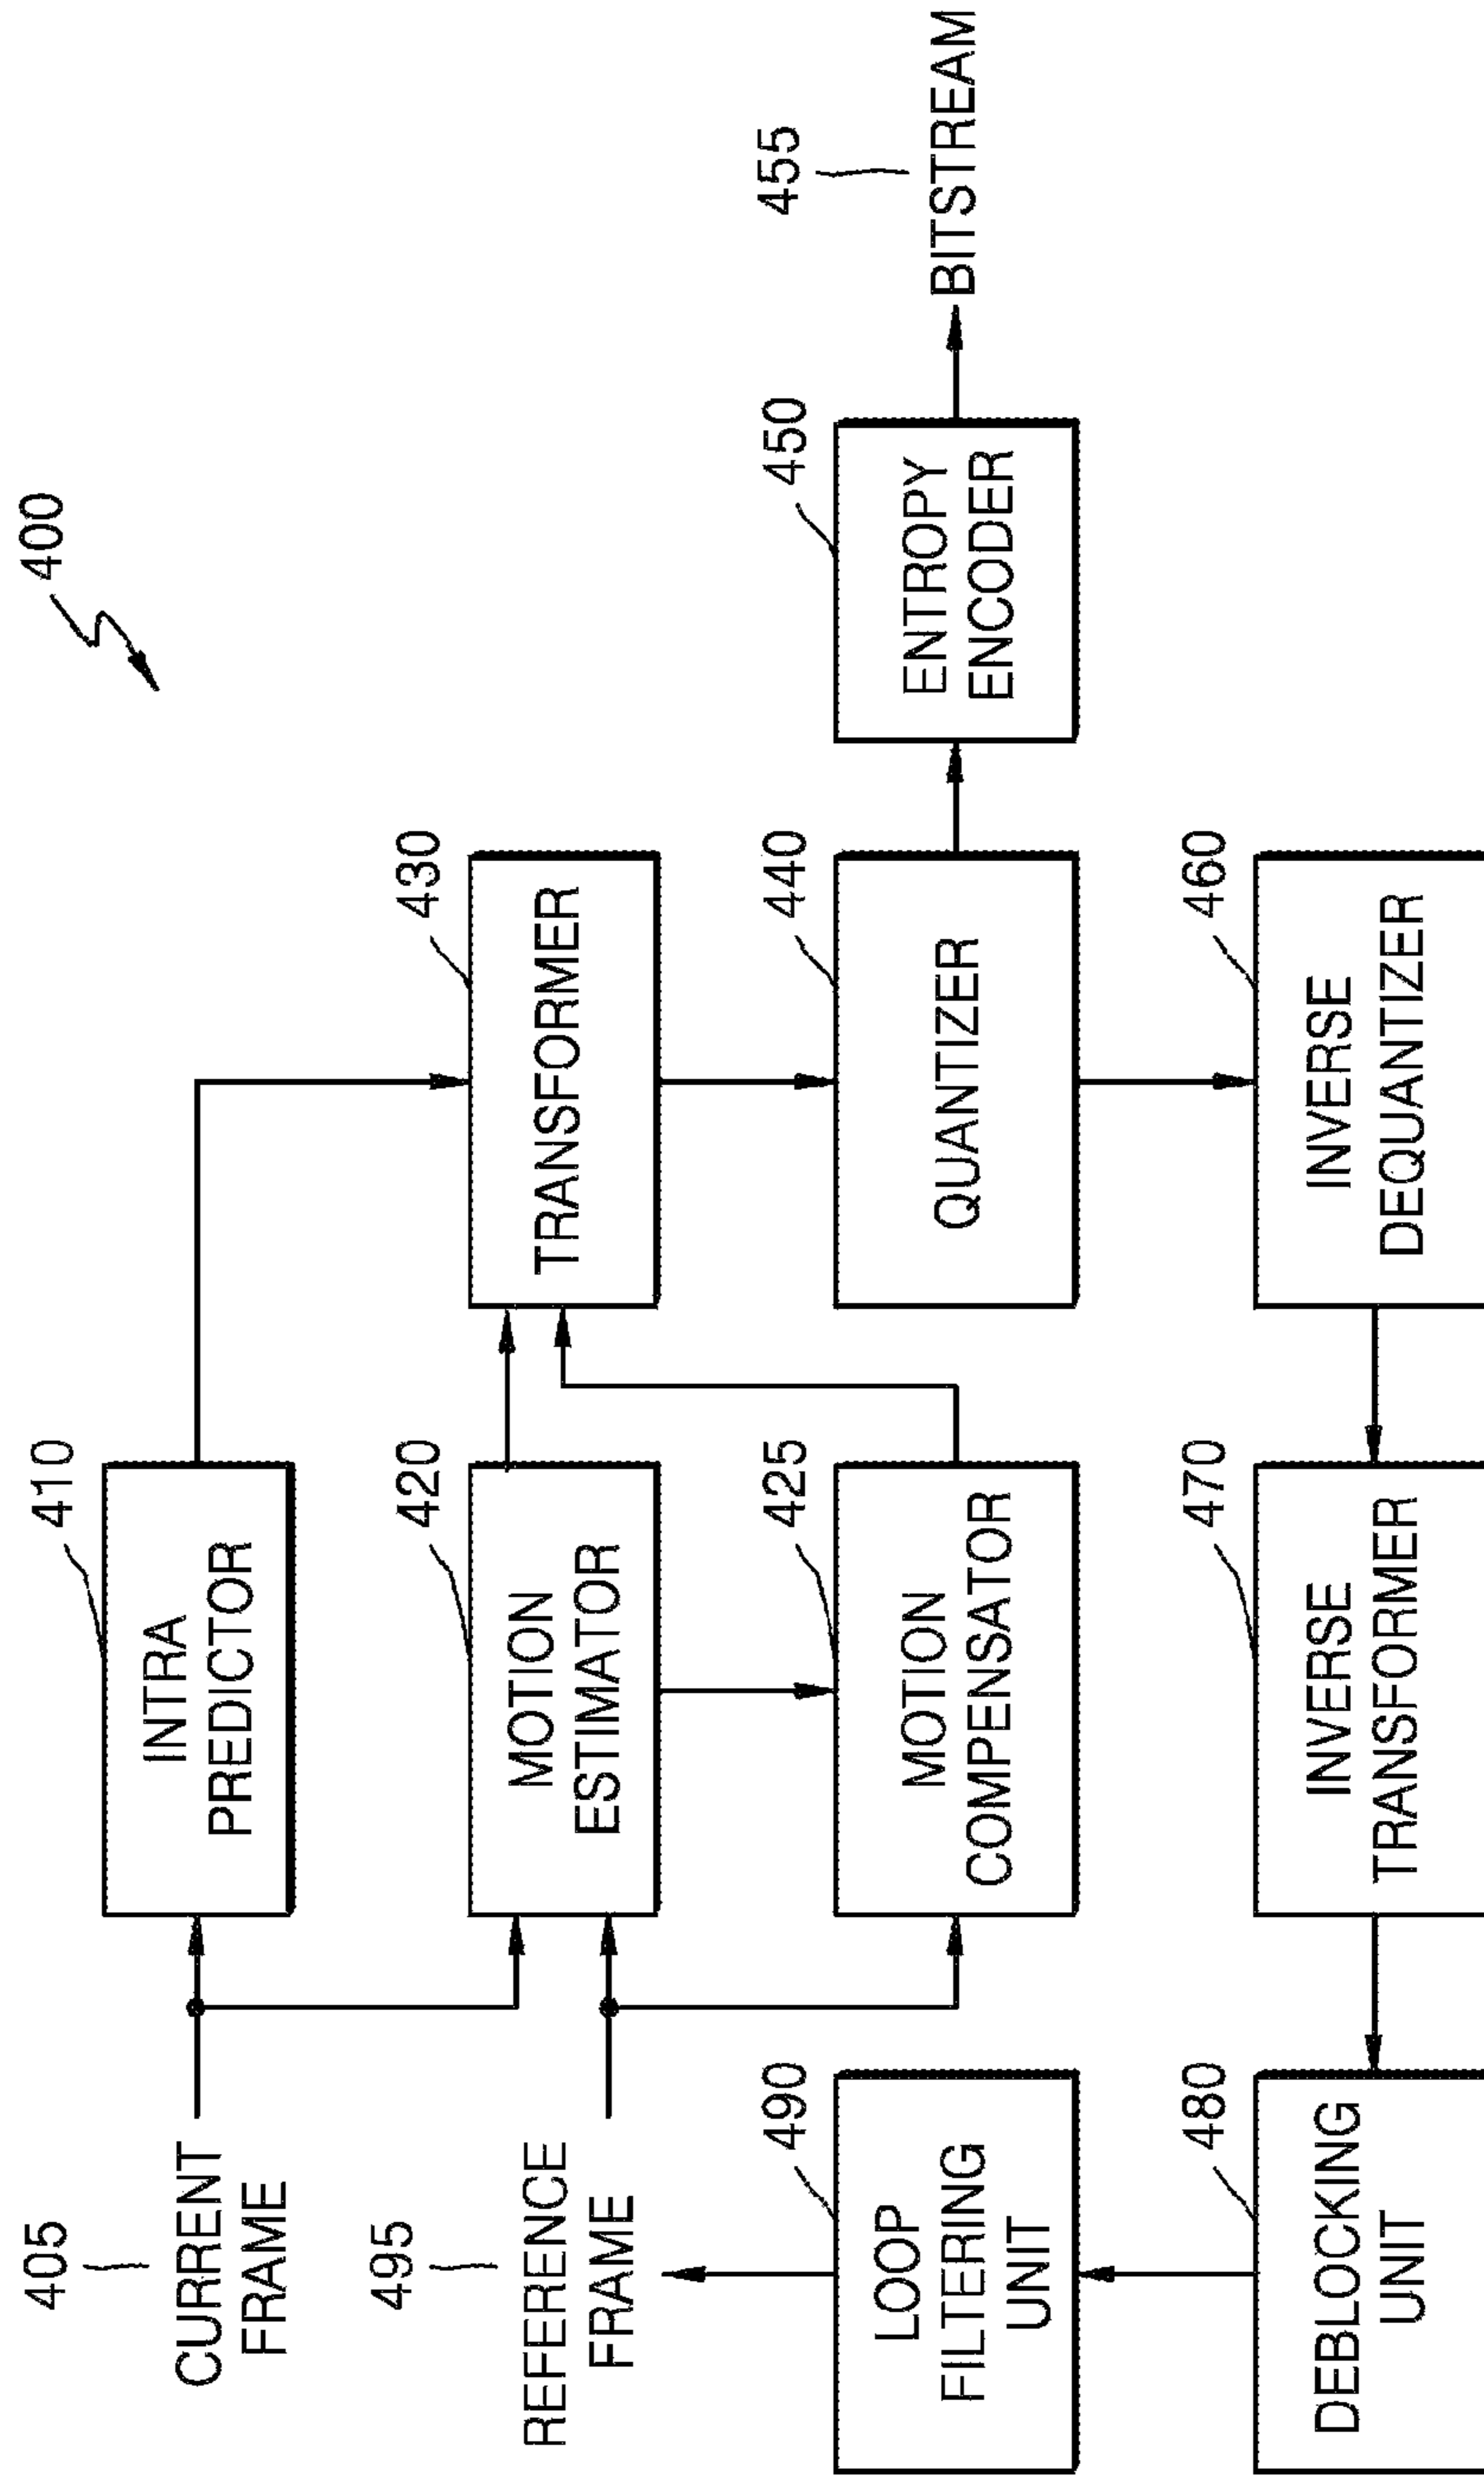 400
405
CURRENT
FRAME
410
INTRA
PREDICTOR
495
REFERENCE
FRAME
420
MOTION
ESTIMATOR
430
TRANSFORMER
490
LOOP
FILTERING
UNIT
425
MOTION
COMPENSATOR
440
QUANTIZER
450
ENTROPY
ENCODER
455
BITSTREAM
480
DEBLOCKING
UNIT
470
INVERSE
TRANSFORMER
460
INVERSE
DEQUANTIZER